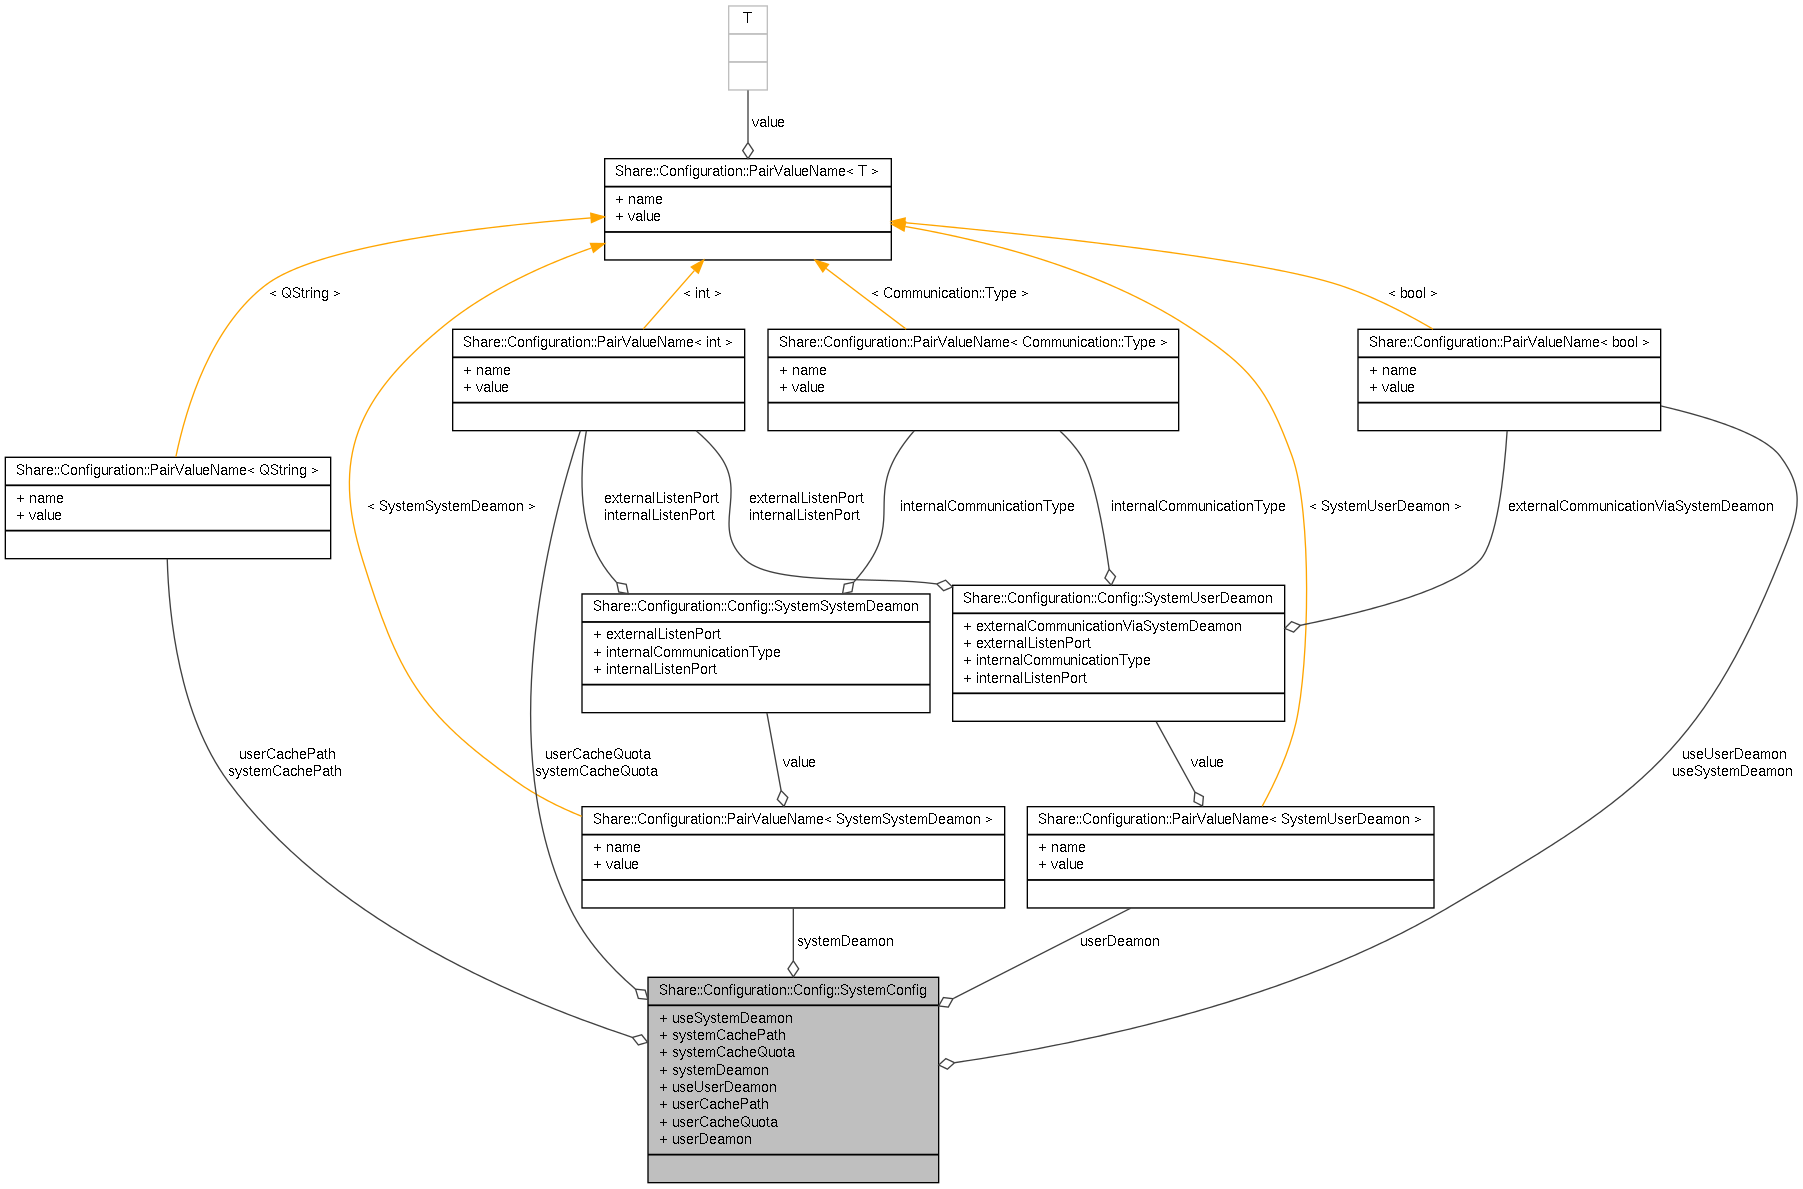 T
value
Share::Configuration::PairValueName< T >
+ name
+ value
< QString >
< int >
< Communication::Type >
< bool >
Share::Configuration::PairValueName< int >
+ name
+ value
Share::Configuration::PairValueName< Communication::Type >
+ name
+ value
Share::Configuration::PairValueName< bool >
+ name
+ value
Share::Configuration::PairValueName< QString >
+ name
+ value
< SystemSystemDeamon >
externalListenPort
internalListenPort
externalListenPort
internalListenPort
internalCommunicationType
internalCommunicationType
< SystemUserDeamon >
externalCommunicationViaSystemDeamon
Share::Configuration::Config::SystemSystemDeamon
+ externalListenPort
+ internalCommunicationType
+ internalListenPort
Share::Configuration::Config::SystemUserDeamon
+ externalCommunicationViaSystemDeamon
+ externalListenPort
+ internalCommunicationType
+ internalListenPort
userCachePath
systemCachePath
userCacheQuota
systemCacheQuota
value
value
useUserDeamon
useSystemDeamon
Share::Configuration::PairValueName< SystemSystemDeamon >
+ name
+ value
Share::Configuration::PairValueName< SystemUserDeamon >
+ name
+ value
systemDeamon
userDeamon
Share::Configuration::Config::SystemConfig
+ useSystemDeamon
+ systemCachePath
+ systemCacheQuota
+ systemDeamon
+ useUserDeamon
+ userCachePath
+ userCacheQuota
+ userDeamon